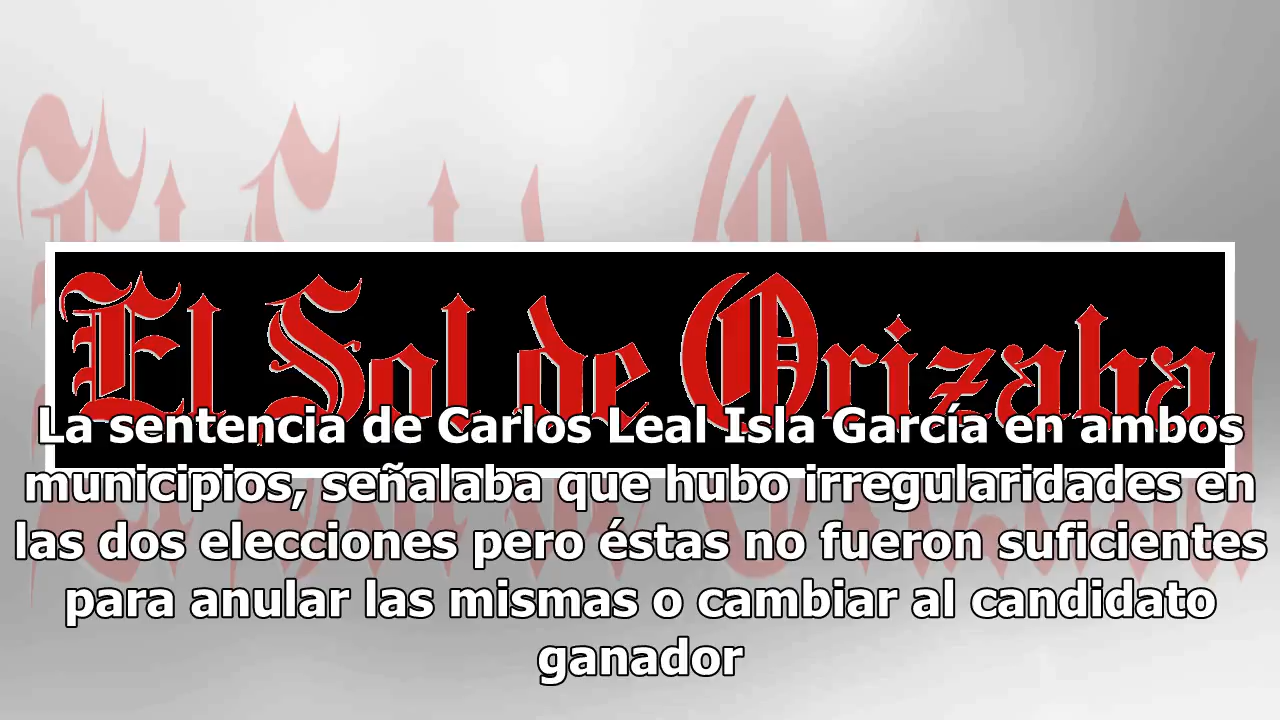 El Sol de Orizaba
La sentencia de Carlos Leal Isla García en ambos
municipios, señalaba que hubo irregularidades en
las dos elecciones pero éstas no fueron suficientes
para anular las mismas o cambiar al candidato
ganador